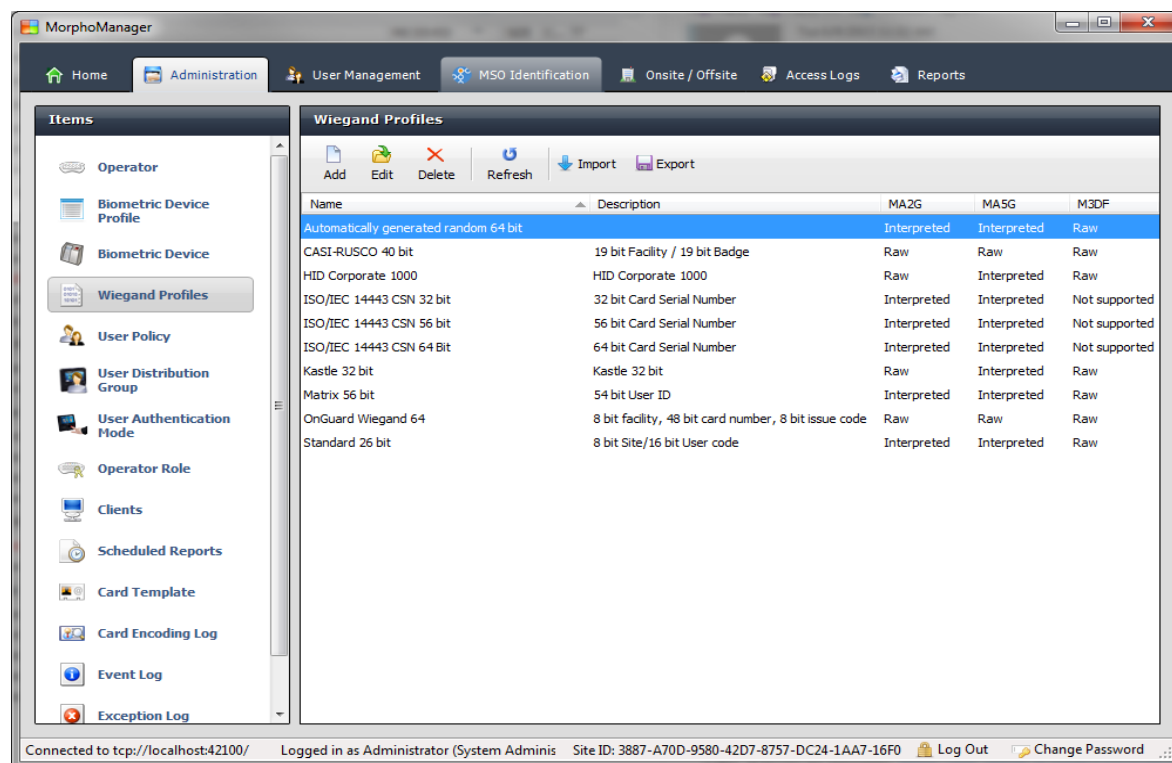 MorphoManager
Home Administration User Management MSO Identification Onsite / Offsite Access Logs Reports
Items
Operator
Biometric Device
Profile
Biometric Device
Wiegand Profiles
User Policy
User Distribution
Group
User Authentication
Mode
Operator Role
Clients
Scheduled Reports
Card Template
Card Encoding Log
Event Log
Exception Log
Wiegand Profiles
Add Edit Delete Refresh Import Export
Name Description MA2G MA5G M3DF
Automatically generated random 64 bit Interpreted Interpreted Raw
CASI-RUSCO 40 bit 19 bit Facility / 19 bit Badge Raw Raw Raw
HID Corporate 1000 HID Corporate 1000 Raw Interpreted Raw
ISO/IEC 14443 CSN 32 bit 32 bit Card Serial Number Interpreted Interpreted Not supported
ISO/IEC 14443 CSN 56 bit 56 bit Card Serial Number Interpreted Interpreted Not supported
ISO/IEC 14443 CSN 64 Bit 64 bit Card Serial Number Interpreted Interpreted Not supported
Kastle 32 bit Kastle 32 bit Raw Interpreted Raw
Matrix 56 bit 54 bit User ID Interpreted Interpreted Raw
OnGuard Wiegand 64 8 bit facility, 48 bit card number, 8 bit issue code Raw Raw Raw
Standard 26 bit 8 bit Site/16 bit User code Interpreted Interpreted Raw
Connected to tcp://localhost:42100/ Logged in as Administrator (System Adminis Site ID: 3887-A70D-9580-42D7-8757-DC24-1AA7-16F0 Log Out Change Password